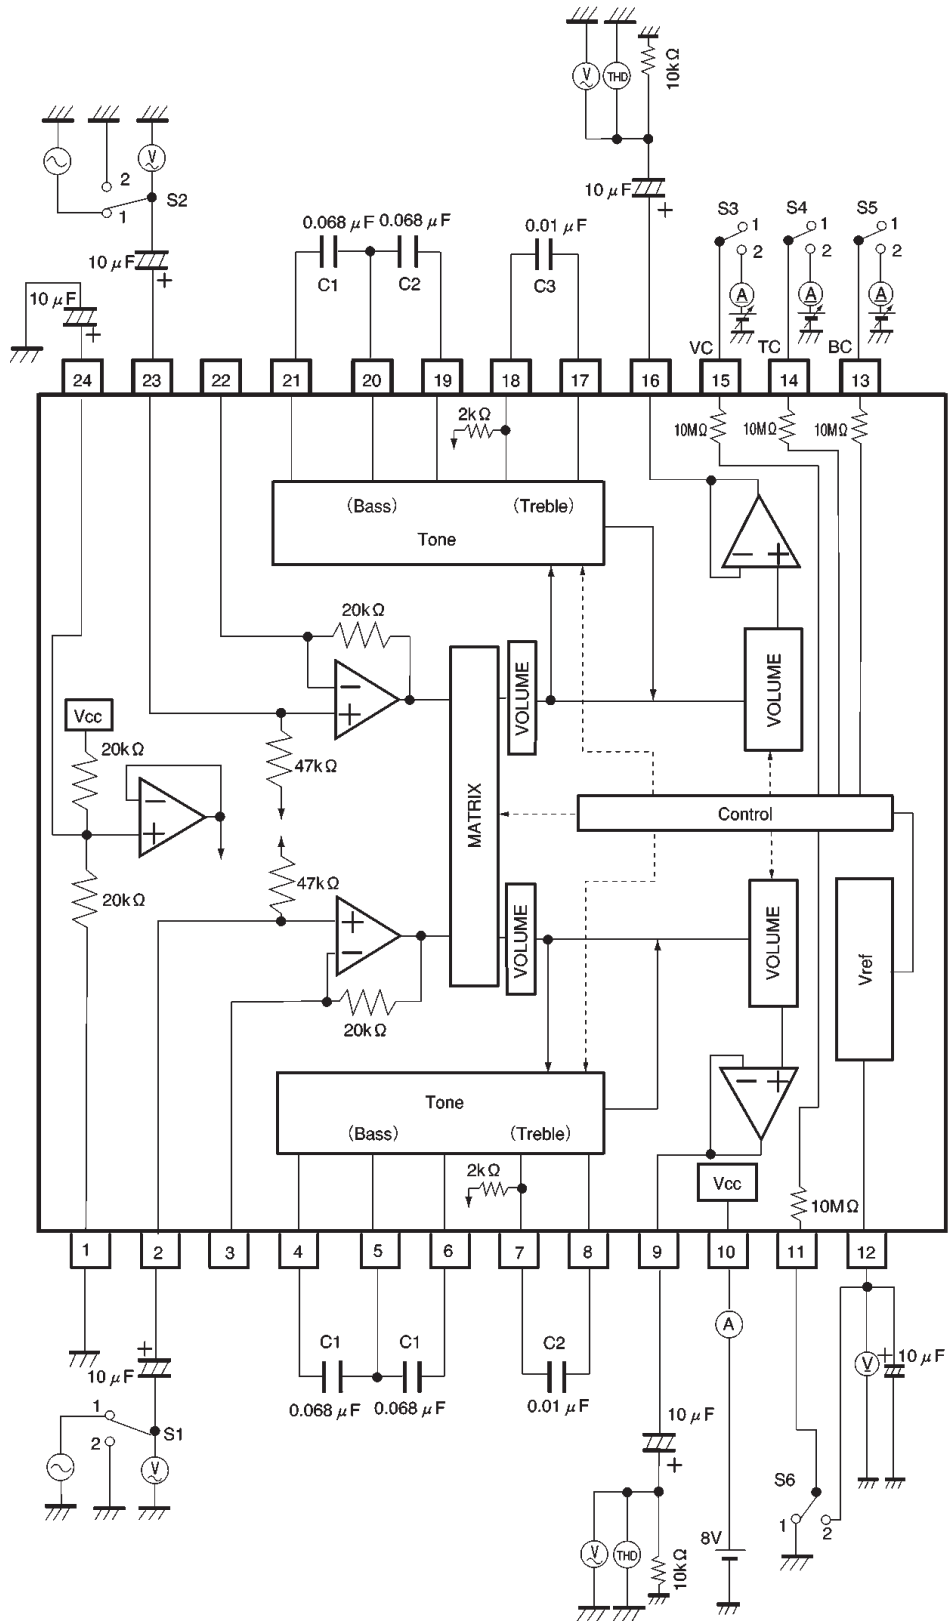 V THD
10kΩ
10 μF
+
V
2
1
S2
10 μF
+
10 μF
+
0.068 μF 0.068 μF
C1 C2
0.01 μF
C3
S3 1
2
A
S4 1
2
A
S5 1
2
A
VC TC BC
24 23 22 21 20 19 18 17 16 15 14 13
2kΩ
10MΩ 10MΩ 10MΩ
(Bass) (Treble)
Tone
− +
20kΩ
−
+
VOLUME
VOLUME
Vcc
20kΩ
47kΩ
−
+
MATRIX
Control
20kΩ
47kΩ
+
−
VOLUME
VOLUME
Vref
20kΩ
− +
Tone
(Bass) (Treble)
2kΩ
Vcc
10MΩ
1 2 3 4 5 6 7 8 9 10 11 12
+
10 μF
C1 C1
0.068 μF 0.068 μF
C2
0.01 μF
A
V
+ 10 μF
1
2
S1
V
10 μF
+
S6
1 2
8V
V THD
10kΩ